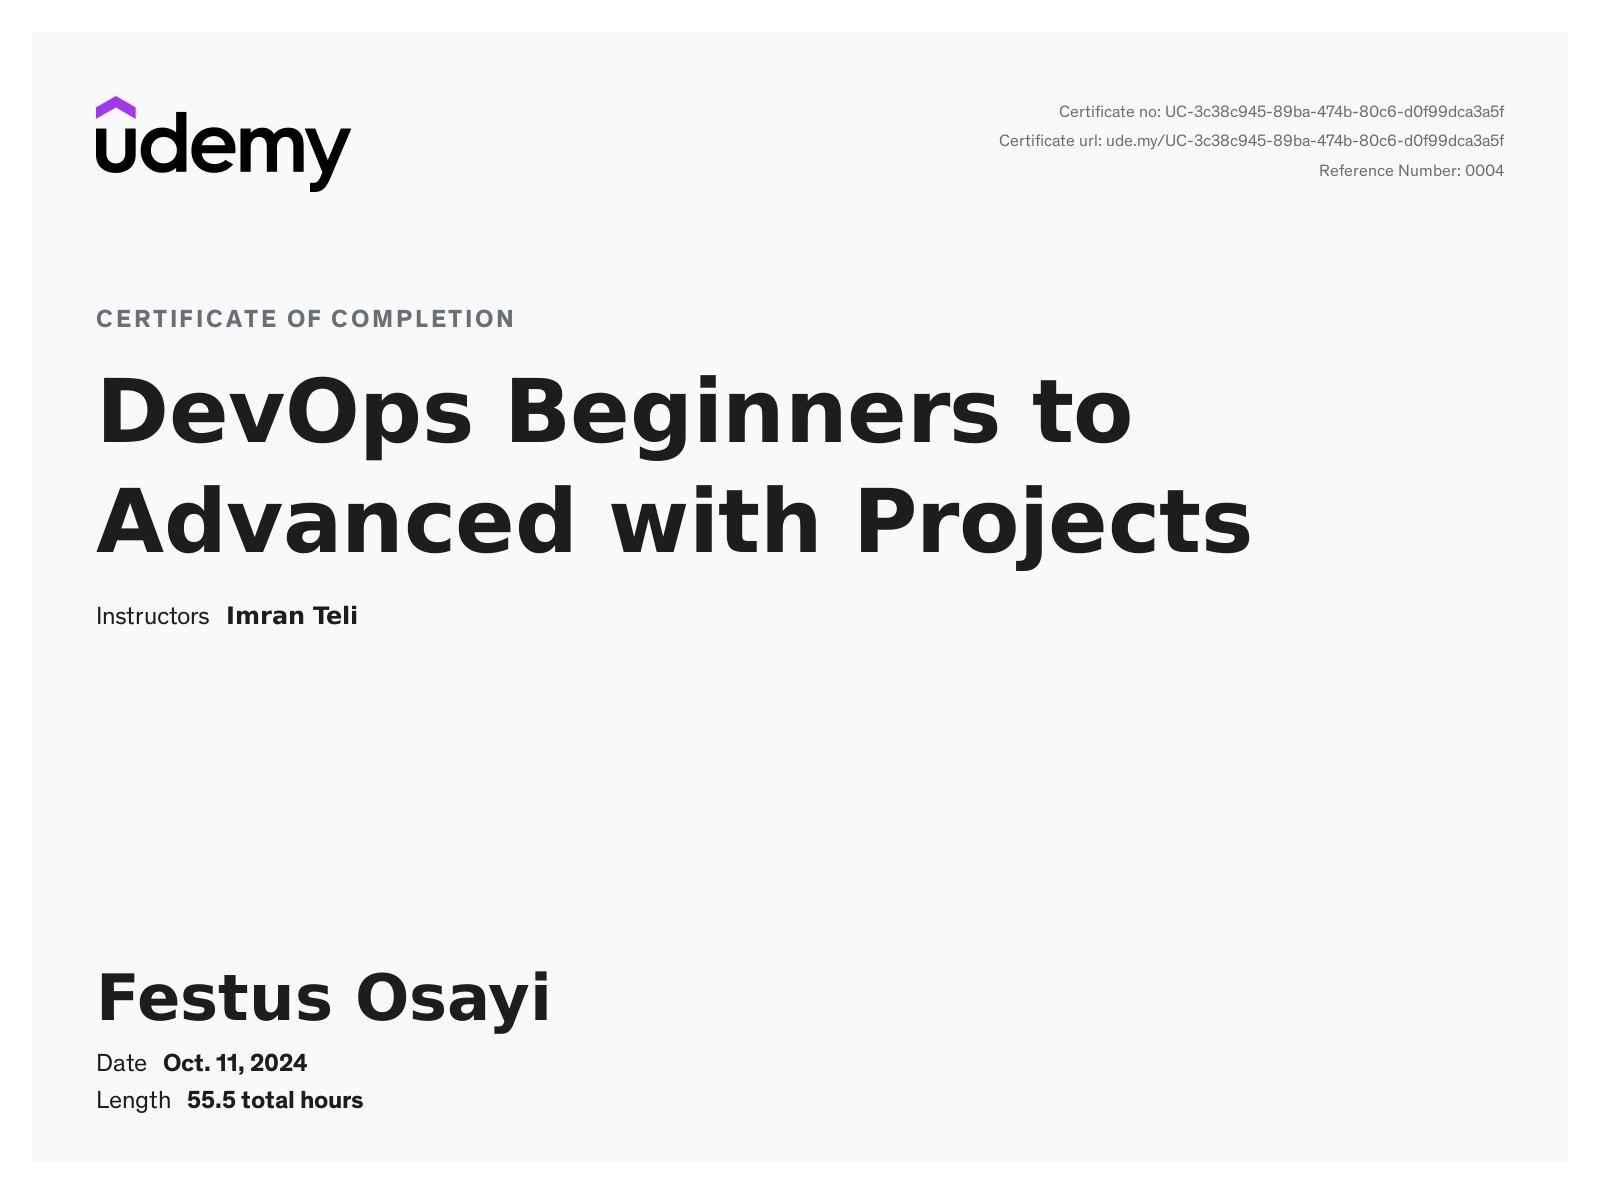 udemy
Certificate no: UC-3c38c945-89ba-474b-80c6-d0f99dca3a5f
Certificate url: ude.my/UC-3c38c945-89ba-474b-80c6-d0f99dca3a5f
Reference Number: 0004
CERTIFICATE OF COMPLETION
DevOps Beginners to
Advanced with Projects
Instructors Imran Teli
Festus Osayi
Date Oct. 11, 2024
Length 55.5 total hours